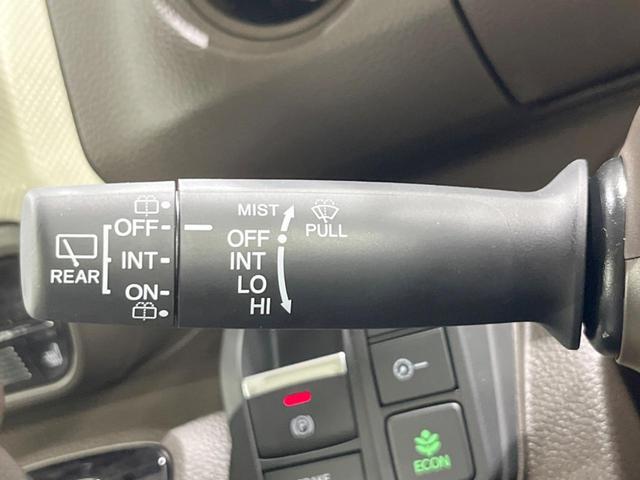 REAR
OFF
INT
ON
MIST
OFF
INT
LO
HI
PULL
P
ECON